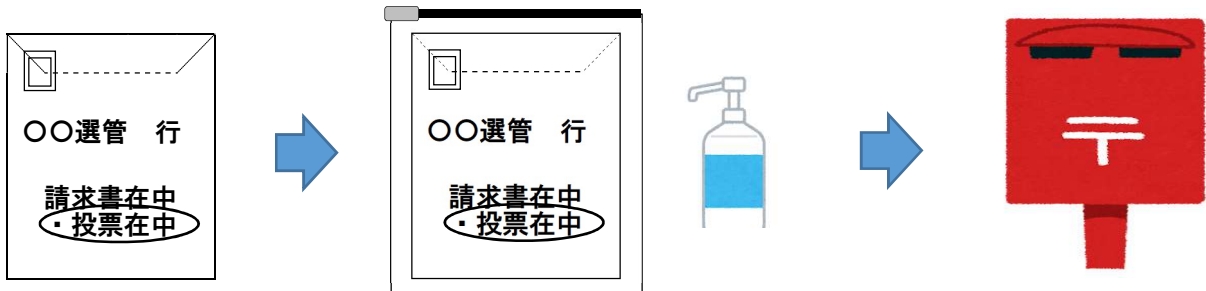 〇〇選管　行
請求書在中
・投票在中
〇〇選管　行
請求書在中
・投票在中
〒